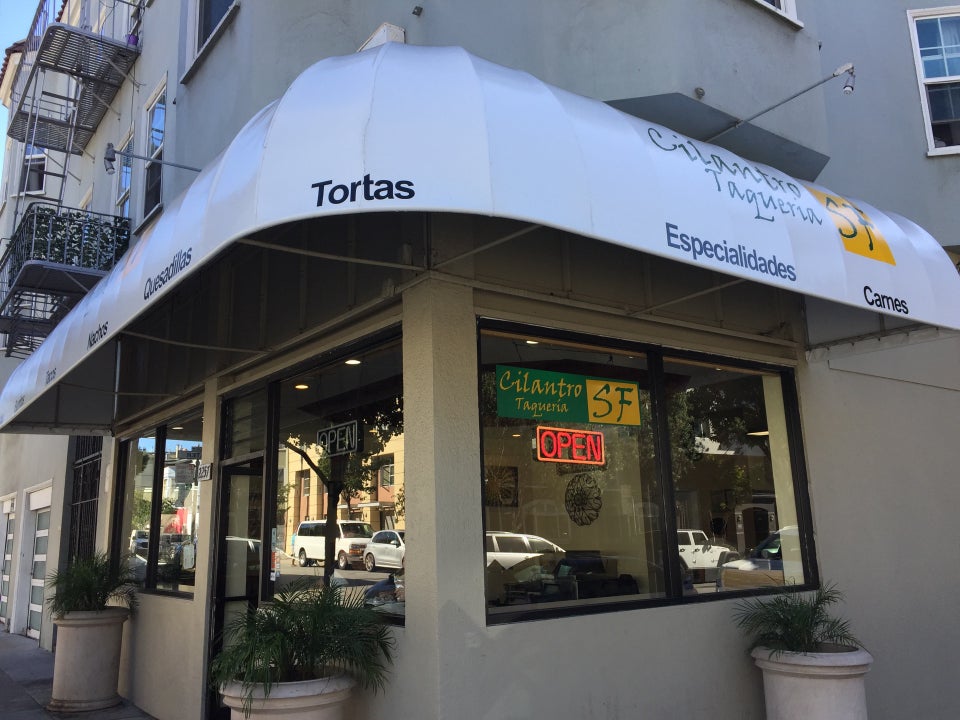 Cilantro
Taqueria
SF
Tortas
Quesadillas
Nachos
Especialidades
Carnes
Cilantro
Taqueria
SF
OPEN
OPEN